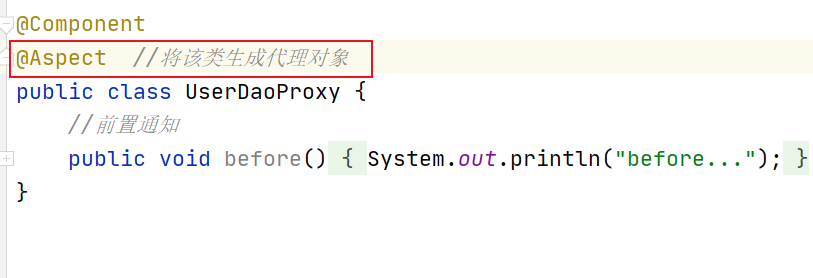 @Component
@Aspect  //将该类生成代理对象
public class UserDaoProxy {
    //前置通知
    public void before() { System.out.println("before..."); }
}